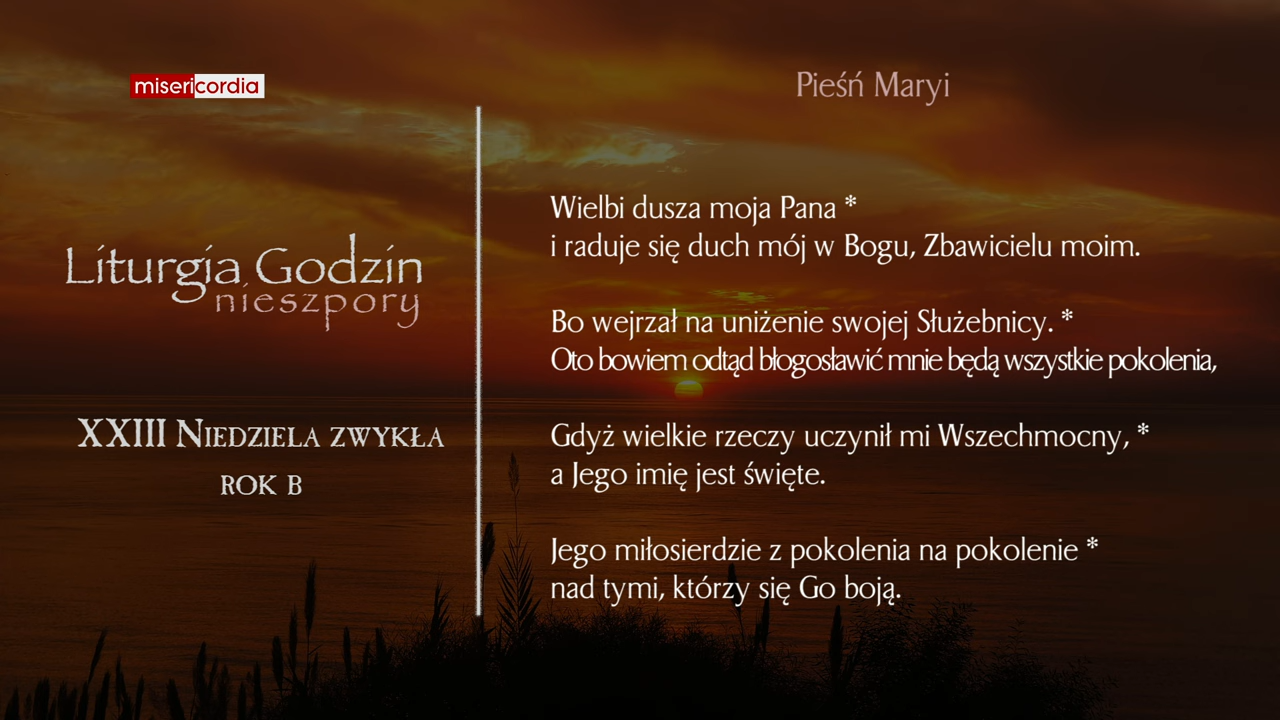 misericordia
Liturgia Godzin
nieszpory
XXIII Niedziela zwykła
rok B
Pieśń Maryi
Wielbi dusza moja Pana *
i raduje się duch mój w Bogu, Zbawicielu moim.
Bo wejrzał na uniżenie swojej Służebnicy. *
Oto bowiem odtąd błogosławić mnie będą wszystkie pokolenia,
Gdyż wielkie rzeczy uczynił mi Wszechmocny, *
a Jego imię jest święte.
Jego miłosierdzie z pokolenia na pokolenie *
nad tymi, którzy się Go boją.